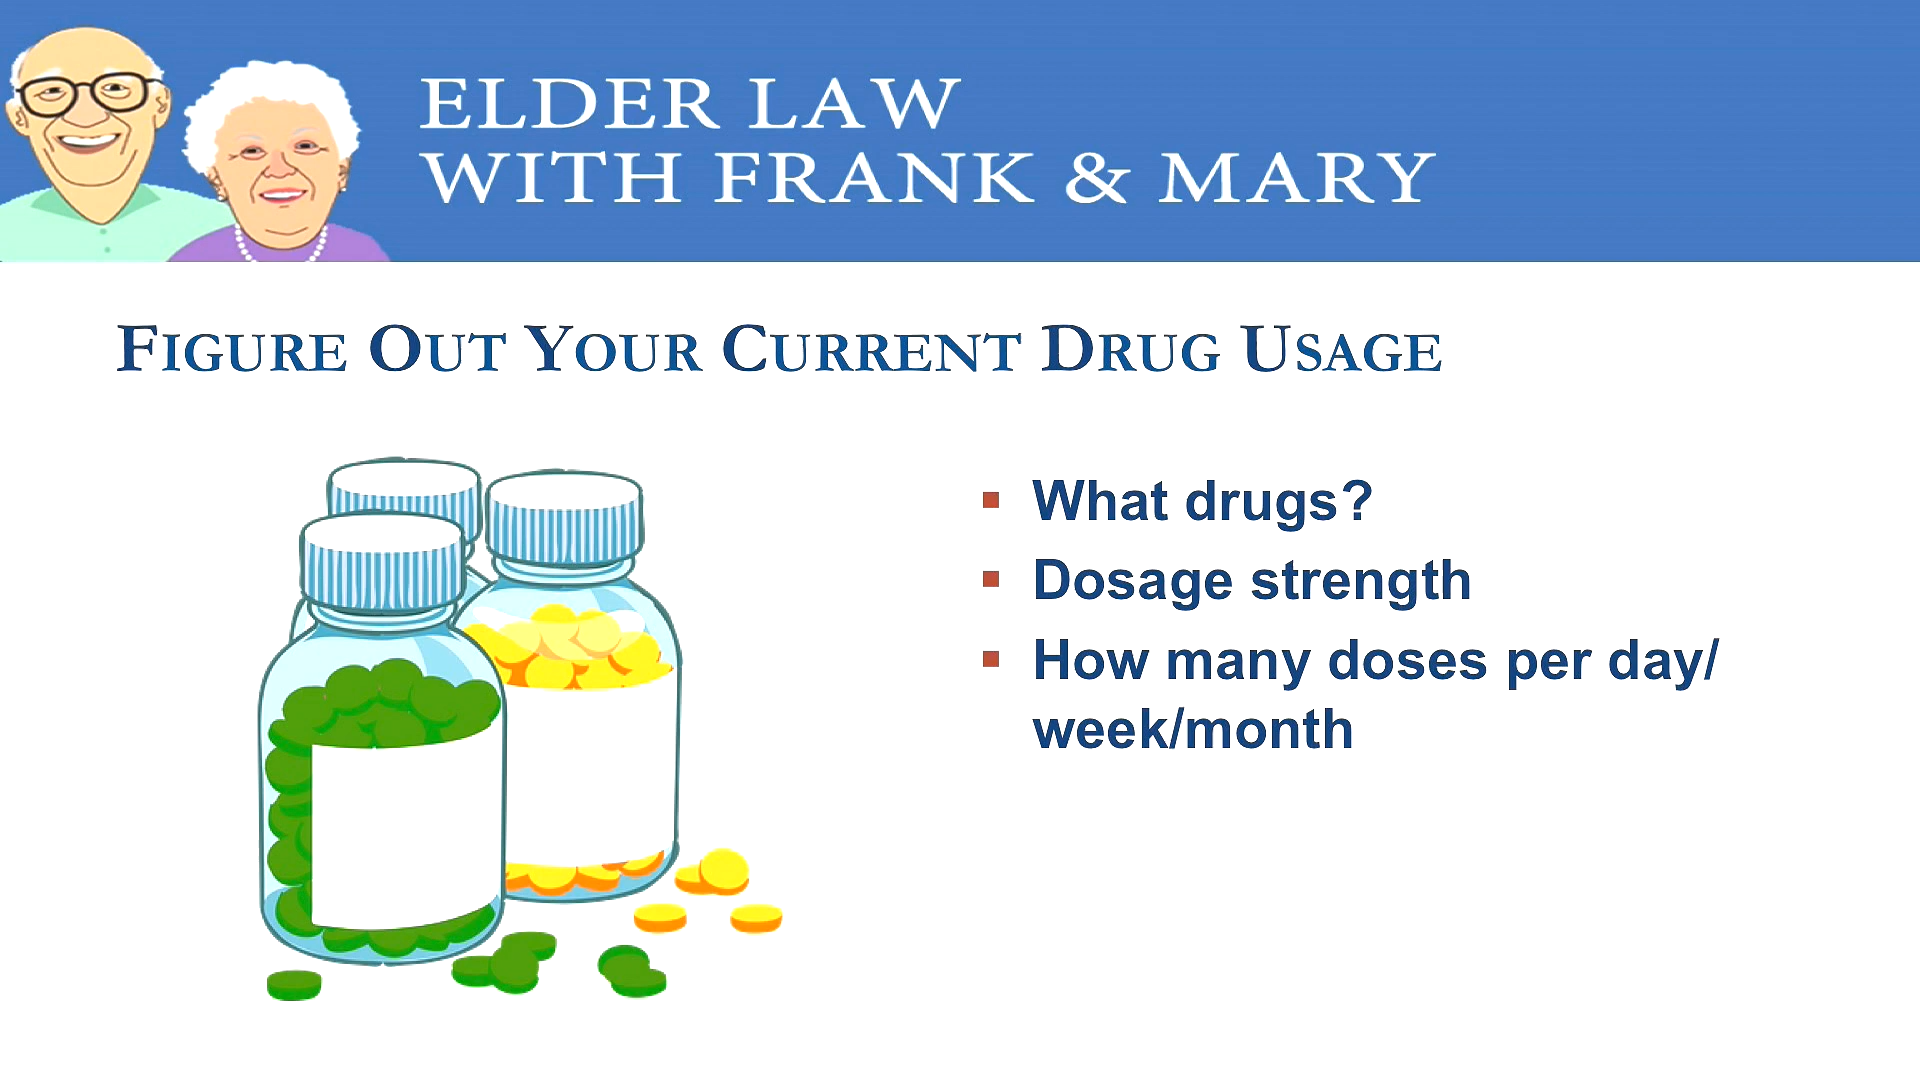 ELDER LAW
WITH FRANK & MARY
FIGURE OUT YOUR CURRENT DRUG USAGE
What drugs?
Dosage strength
How many doses per day/
week/month